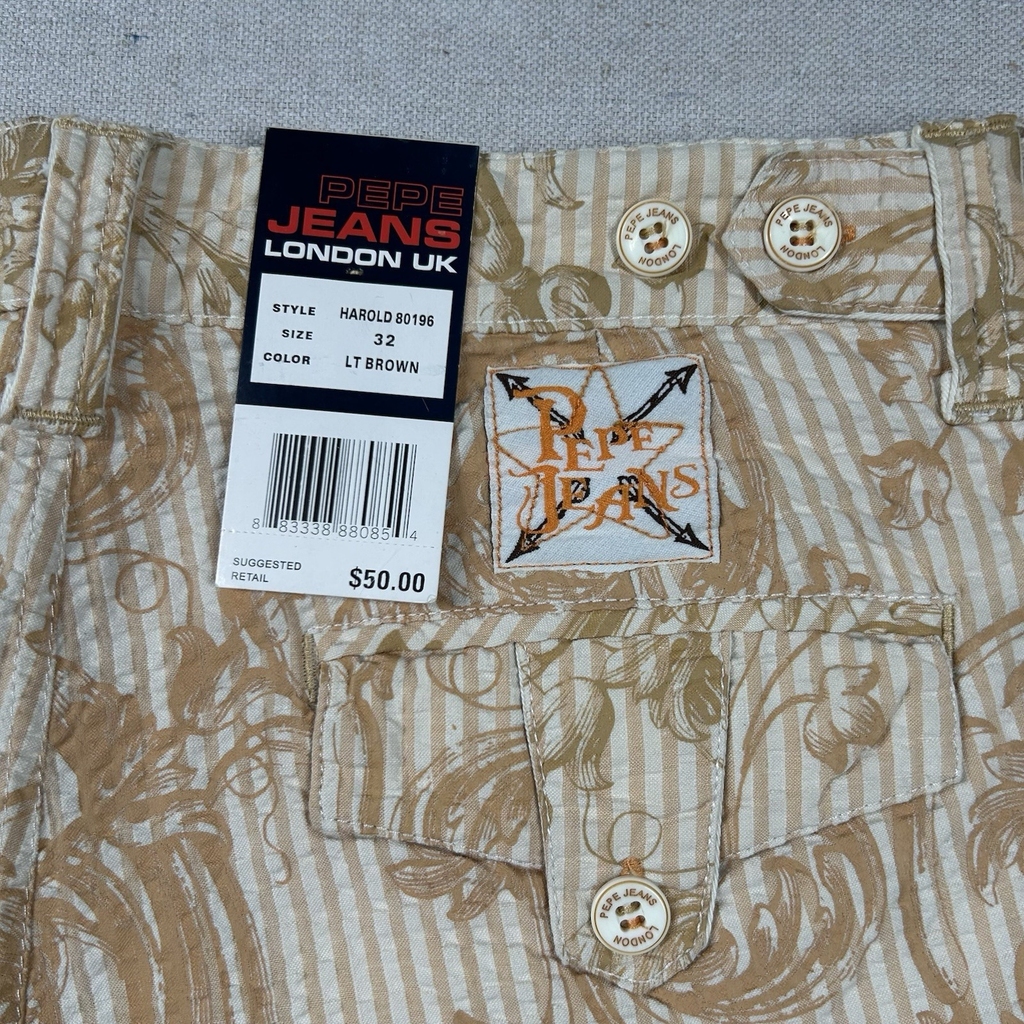 PEPE
JEANS
LONDON UK
STYLE HAROLD 80196
SIZE 32
COLOR LT BROWN
8 83338 88085 4
SUGGESTED
RETAIL $50.00
PEPE JEANS
LONDON
PEPE JEANS
LONDON
PEPE
JEANS
PEPE JEANS
LONDON